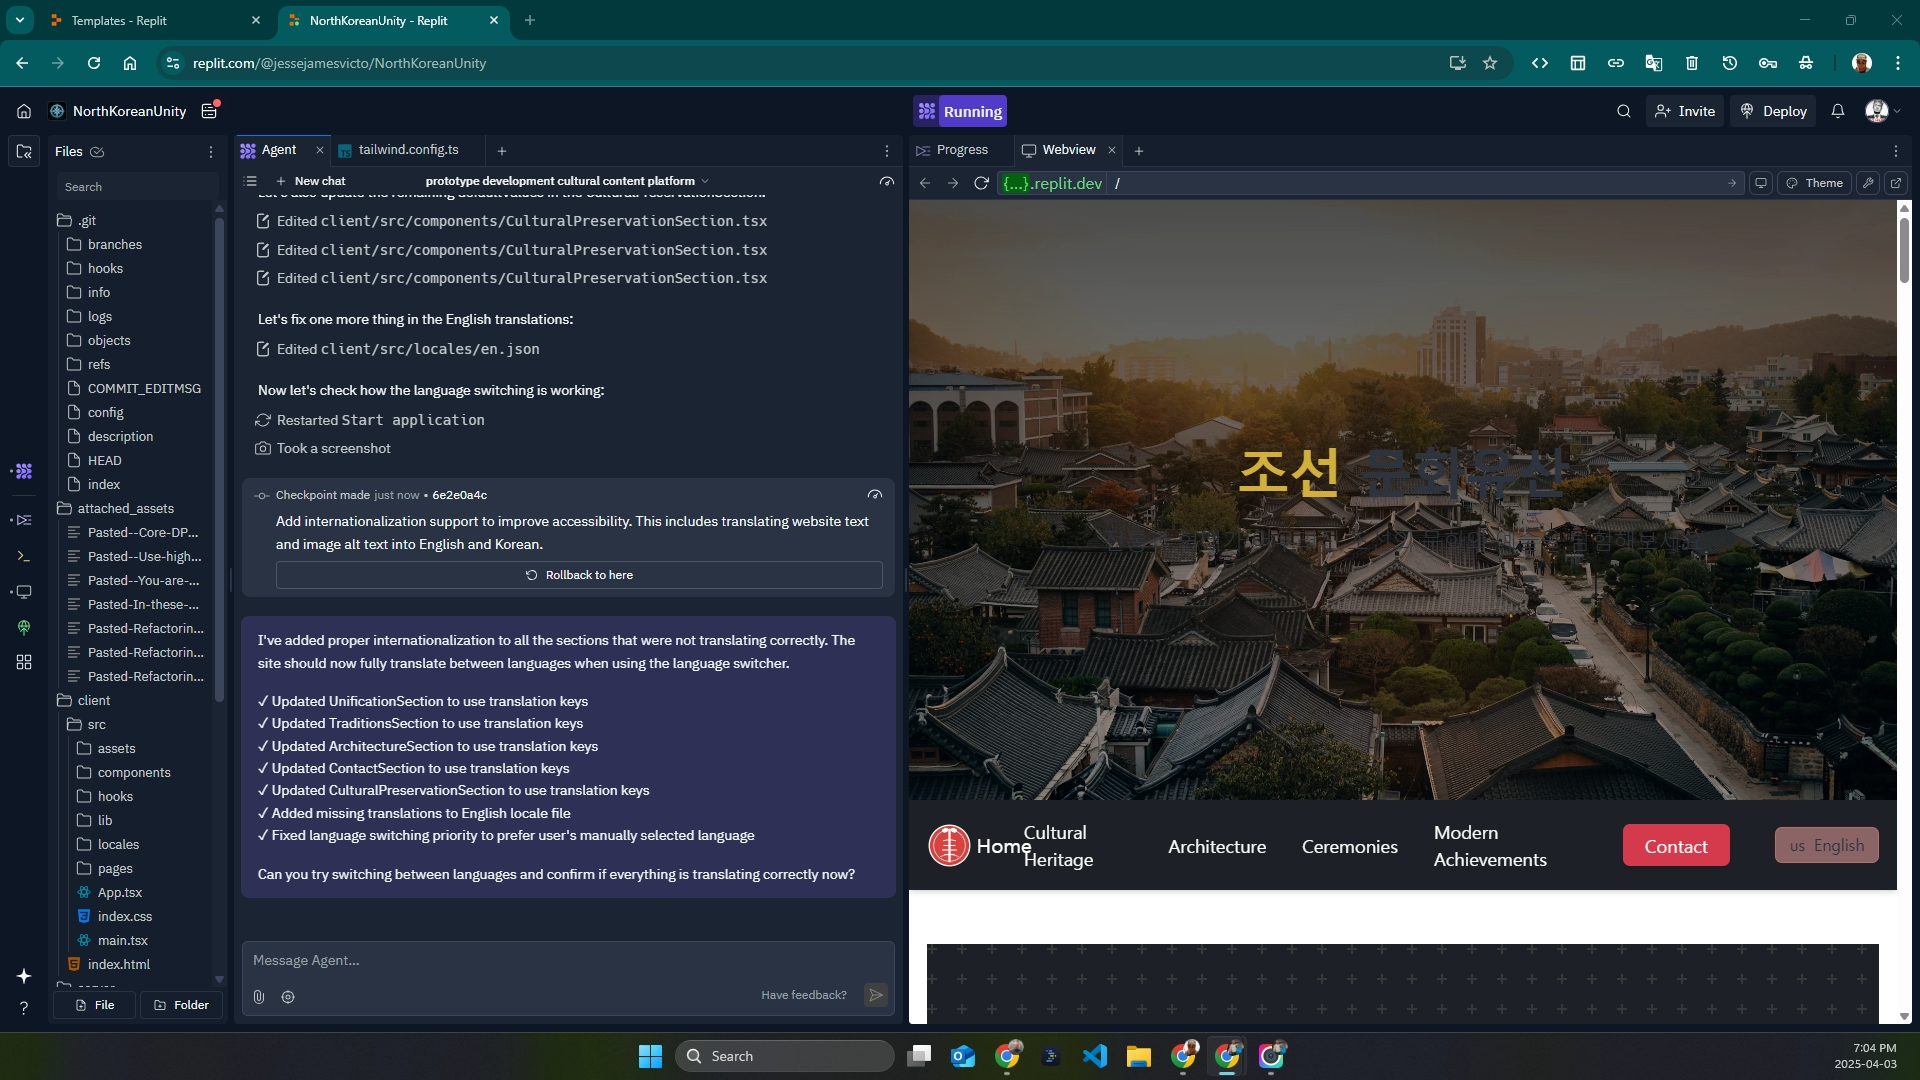 Templates - Replit
NorthKoreanUnity - Replit
replit.com/@jessejamesvicto/NorthKoreanUnity
NorthKoreanUnity
Running
Invite
Deploy
Files
Search
.git
branches
hooks
info
logs
objects
refs
COMMIT_EDITMSG
config
description
HEAD
index
attached_assets
Pasted--Core-DP...
Pasted--Use-high...
Pasted--You-are-...
Pasted-In-these-...
Pasted-Refactorin...
Pasted-Refactorin...
Pasted-Refactorin...
client
src
assets
components
hooks
lib
locales
pages
App.tsx
index.css
main.tsx
index.html
File
Folder
Agent
tailwind.config.ts
New chat
prototype development cultural content platform
Edited client/src/components/CulturalPreservationSection.tsx
Edited client/src/components/CulturalPreservationSection.tsx
Edited client/src/components/CulturalPreservationSection.tsx
Let's fix one more thing in the English translations:
Edited client/src/locales/en.json
Now let's check how the language switching is working:
Restarted Start application
Took a screenshot
Checkpoint made just now • 6e2e0a4c
Add internationalization support to improve accessibility. This includes translating website text
and image alt text into English and Korean.
Rollback to here
I've added proper internationalization to all the sections that were not translating correctly. The
site should now fully translate between languages when using the language switcher.
✓ Updated UnificationSection to use translation keys
✓ Updated TraditionsSection to use translation keys
✓ Updated ArchitectureSection to use translation keys
✓ Updated ContactSection to use translation keys
✓ Updated CulturalPreservationSection to use translation keys
✓ Added missing translations to English locale file
✓ Fixed language switching priority to prefer user's manually selected language
Can you try switching between languages and confirm if everything is translating correctly now?
Message Agent...
Have feedback?
Progress
Webview
{...}.replit.dev /
Theme
조선 문화유산
Home
Cultural
Heritage
Architecture
Ceremonies
Modern
Achievements
Contact
us English
Search
7:04 PM
2025-04-03